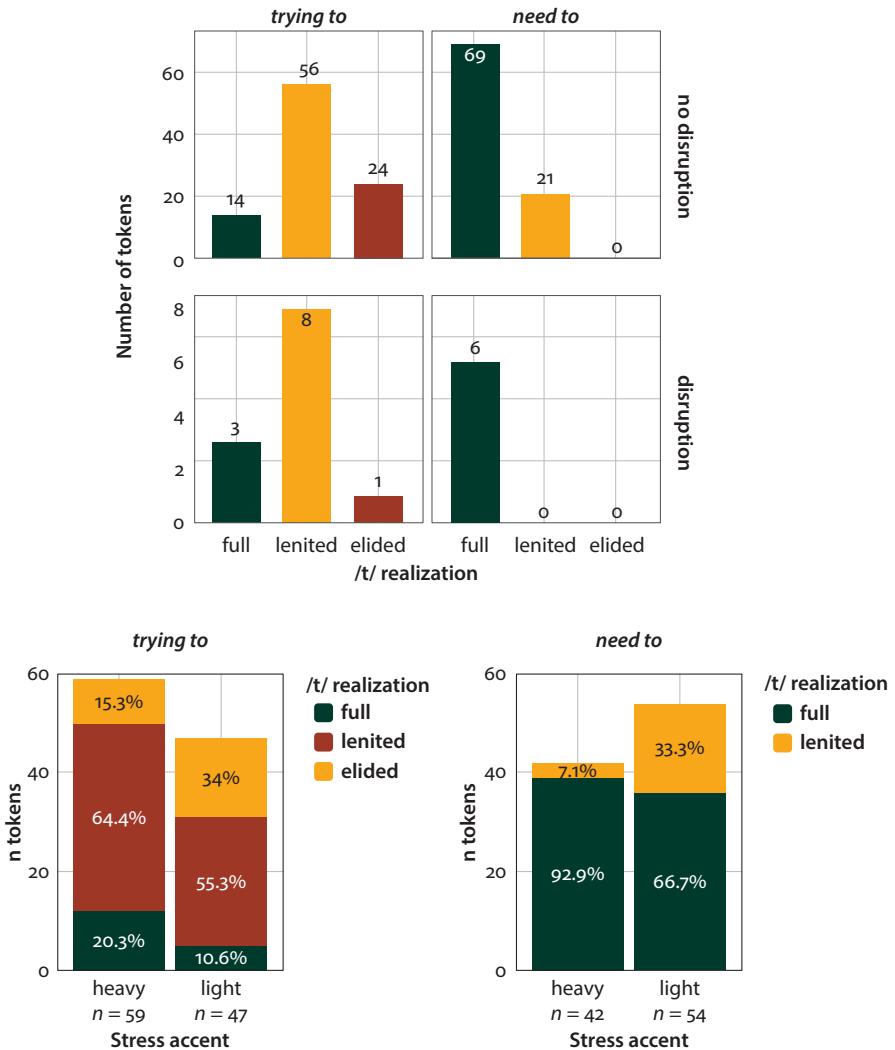 trying to need to
Number of tokens
60
40
20
0
14
56
24
69
21
0
no disruption
8
6
4
2
0
3
8
1
6
0
0
disruption
full lenited elided full lenited elided
/t/ realization
trying to
n tokens
60
40
20
0
15.3%
64.4%
20.3%
34%
55.3%
10.6%
heavy light
n = 59 n = 47
Stress accent
/t/ realization
full
lenited
elided
need to
n tokens
60
40
20
0
7.1%
92.9%
33.3%
66.7%
heavy light
n = 42 n = 54
Stress accent
/t/ realization
full
lenited